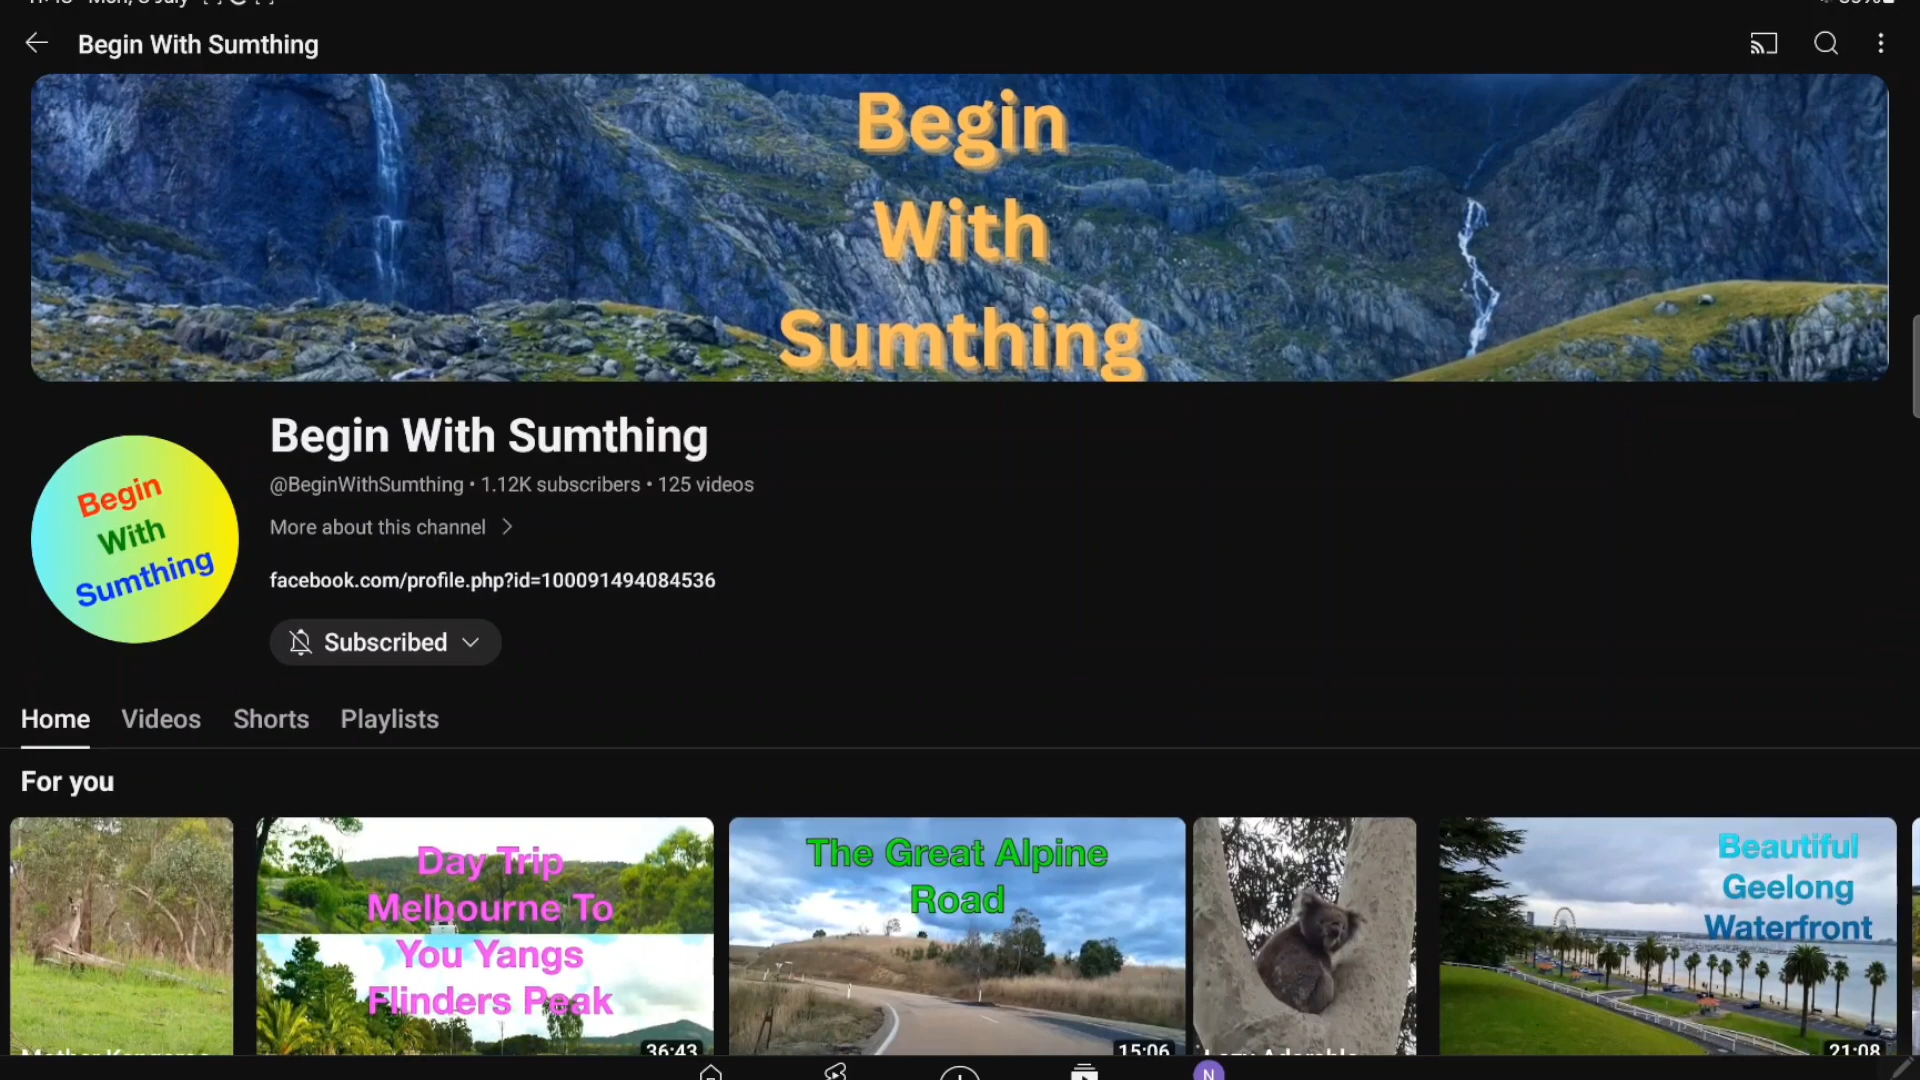 Begin With Sumthing
Begin
With
Sumthing
Begin With Sumthing
@BeginWithSumthing • 1.12K subscribers • 125 videos
More about this channel
facebook.com/profile.php?id=100091494084536
Subscribed
Begin
With
Sumthing
Home Videos Shorts Playlists
For you
Day Trip
Melbourne To
You Yangs
Flinders Peak
36:43
The Great Alpine
Road
15:06
Beautiful
Geelong
Waterfront
21:08
N